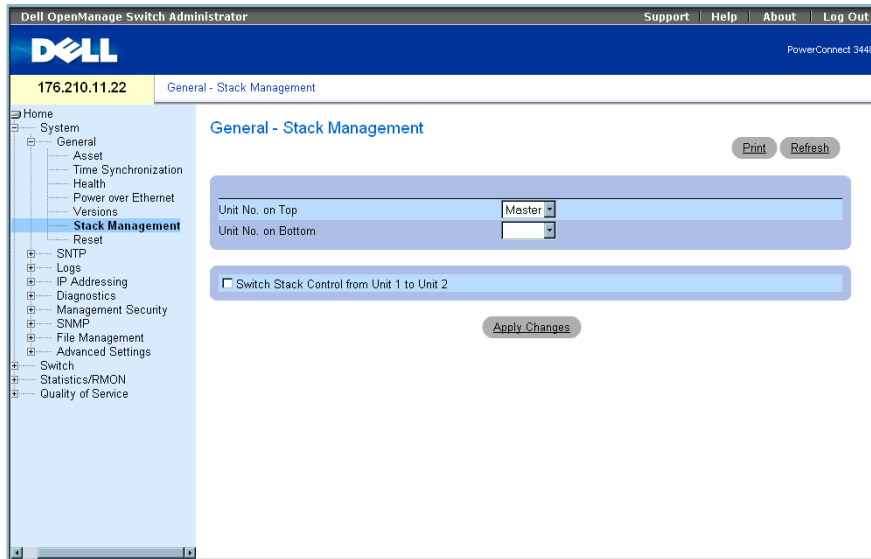 Dell OpenManage Switch Administrator
Support Help About Log Out
DELL
PowerConnect 3448
176.210.11.22
General - Stack Management
Home
System
General
Asset
Time Synchronization
Health
Power over Ethernet
Versions
Stack Management
Reset
SNTP
Logs
IP Addressing
Diagnostics
Management Security
SNMP
File Management
Advanced Settings
Switch
Statistics/RMON
Quality of Service
General - Stack Management
Print Refresh
Unit No. on Top Master
Unit No. on Bottom
Switch Stack Control from Unit 1 to Unit 2
Apply Changes